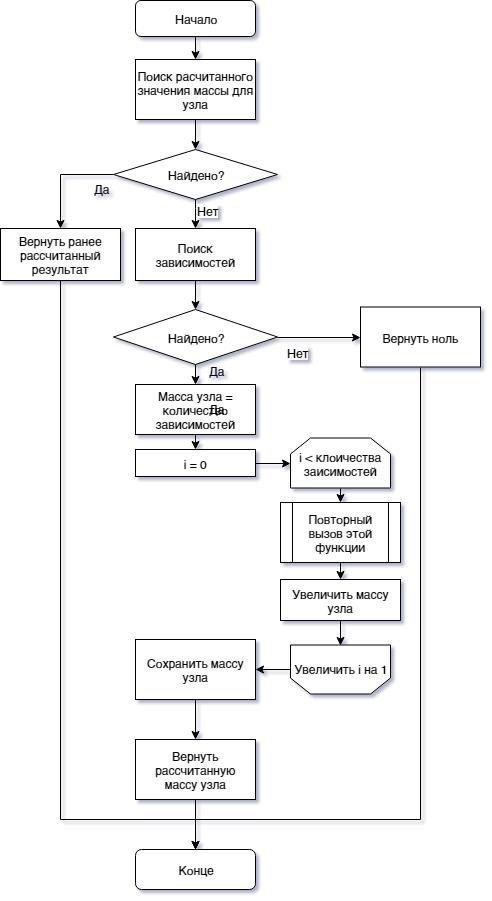 Начало
Поиск расчитанного
значения массы для
узла
Найдено?
Да
Нет
Вернуть ранее
рассчитанный
результат
Поиск
зависимостей
Найдено?
Нет
Вернуть ноль
Да
Масса узла =
количество
Да
зависимостей
i = 0
i < клоичества
заисимостей
Повторный
вызов этой
функции
Увеличить массу
узла
Увеличить i на 1
Сохранить массу
узла
Вернуть
рассчитанную
массу узла
Конце